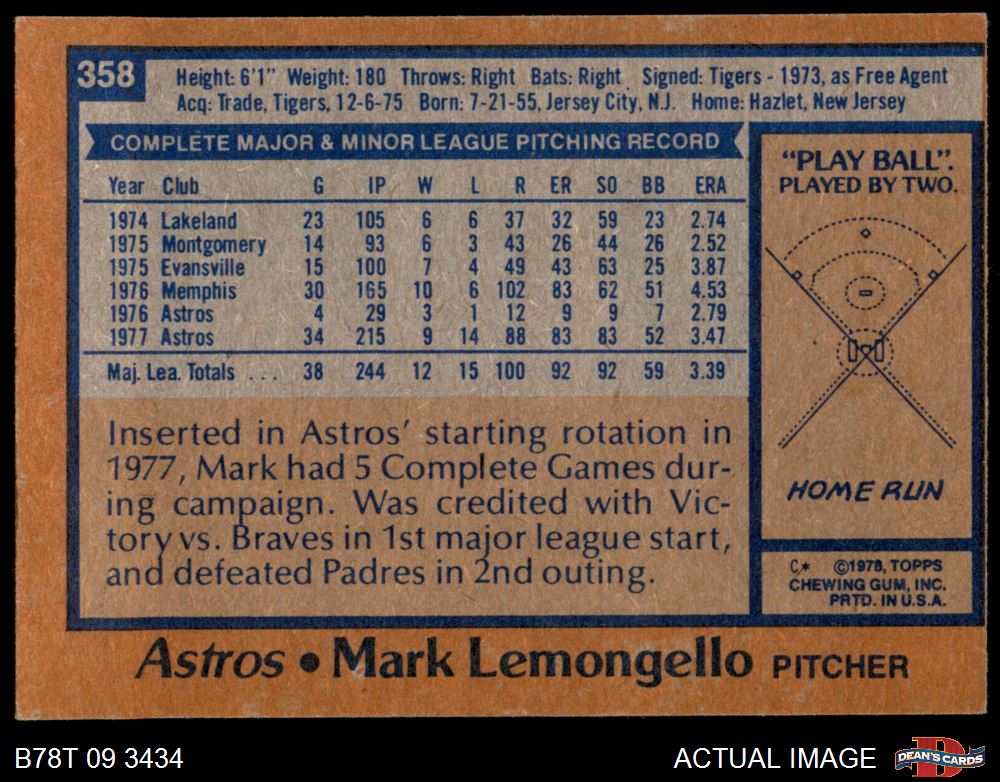 358
Height: 6'1" Weight: 180 Throws: Right Bats: Right Signed: Tigers - 1973, as Free Agent
Acq: Trade, Tigers, 12-6-75 Born: 7-21-55, Jersey City, N.J. Home: Hazlet, New Jersey
COMPLETE MAJOR & MINOR LEAGUE PITCHING RECORD
Year Club G IP W L R ER SO BB ERA
1974 Lakeland 23 105 6 6 37 32 59 23 2.74
1975 Montgomery 14 93 6 3 43 26 44 26 2.52
1975 Evansville 15 100 7 4 49 43 63 25 3.87
1976 Memphis 30 165 10 6 102 83 62 51 4.53
1976 Astros 4 29 3 1 12 9 9 7 2.79
1977 Astros 34 215 9 14 88 83 83 52 3.47
Maj. Lea. Totals . . . 38 244 12 15 100 92 92 59 3.39
Inserted in Astros' starting rotation in
1977, Mark had 5 Complete Games dur-
ing campaign. Was credited with Vic-
tory vs. Braves in 1st major league start,
and defeated Padres in 2nd outing.
"PLAY BALL".
PLAYED BY TWO.
HOME RUN
C* ©1978, TOPPS
CHEWING GUM, INC.
PRTD. IN U.S.A.
Astros • Mark Lemongello PITCHER
B78T 09 3434
ACTUAL IMAGE
D
DEAN'S CARDS